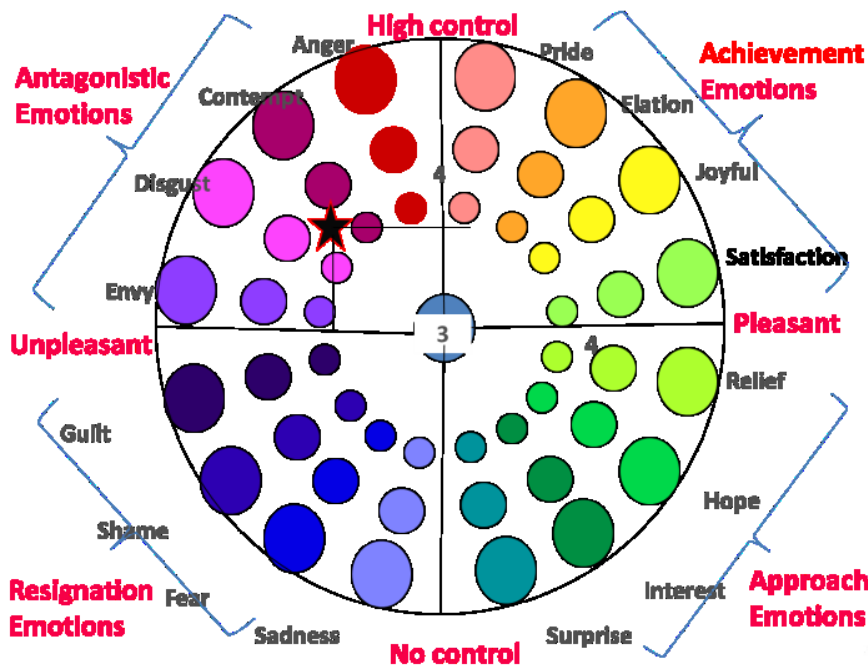 High control
Anger
Pride
Achievement
Emotions
Antagonistic
Emotions
Contempt
Elation
Disgust
4
Joyful
Satisfaction
Envy
Unpleasant
3
Pleasant
4
Relief
Guilt
Hope
Shame
Resignation
Emotions
Fear
Interest
Approach
Emotions
Sadness
Surprise
No control